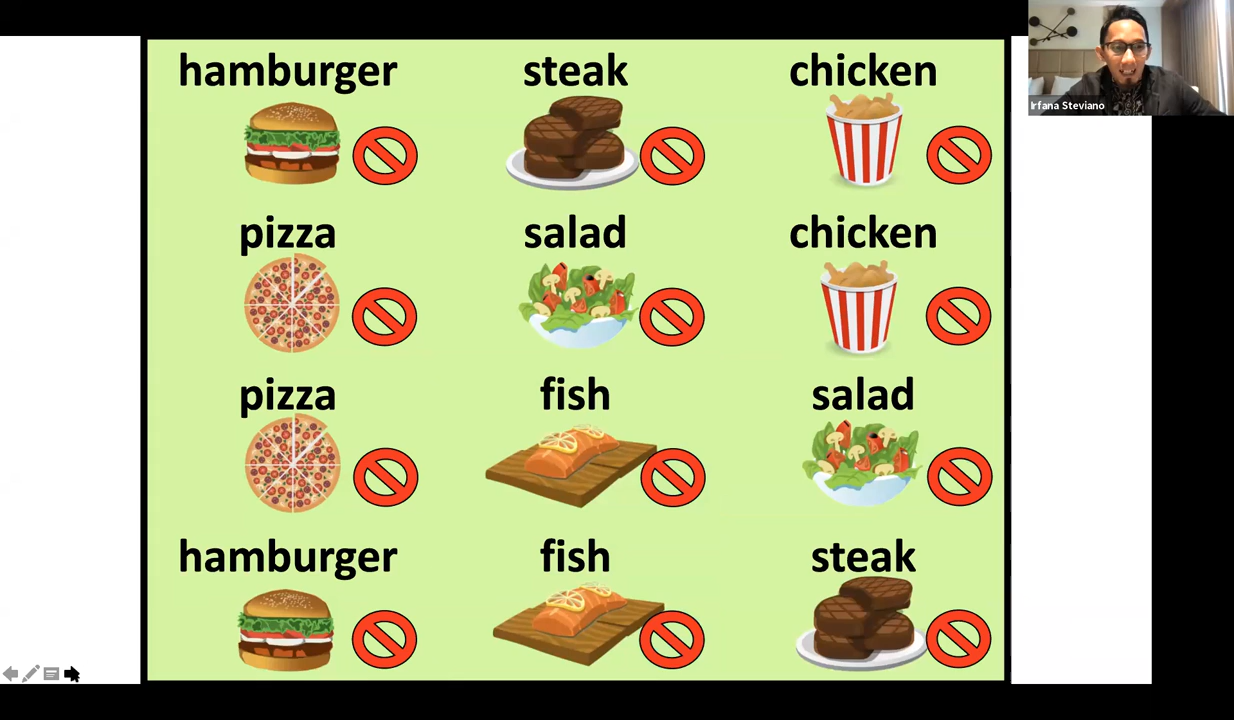 hamburger steak chicken
Irfana Steviano
pizza salad chicken
pizza fish salad
hamburger fish steak